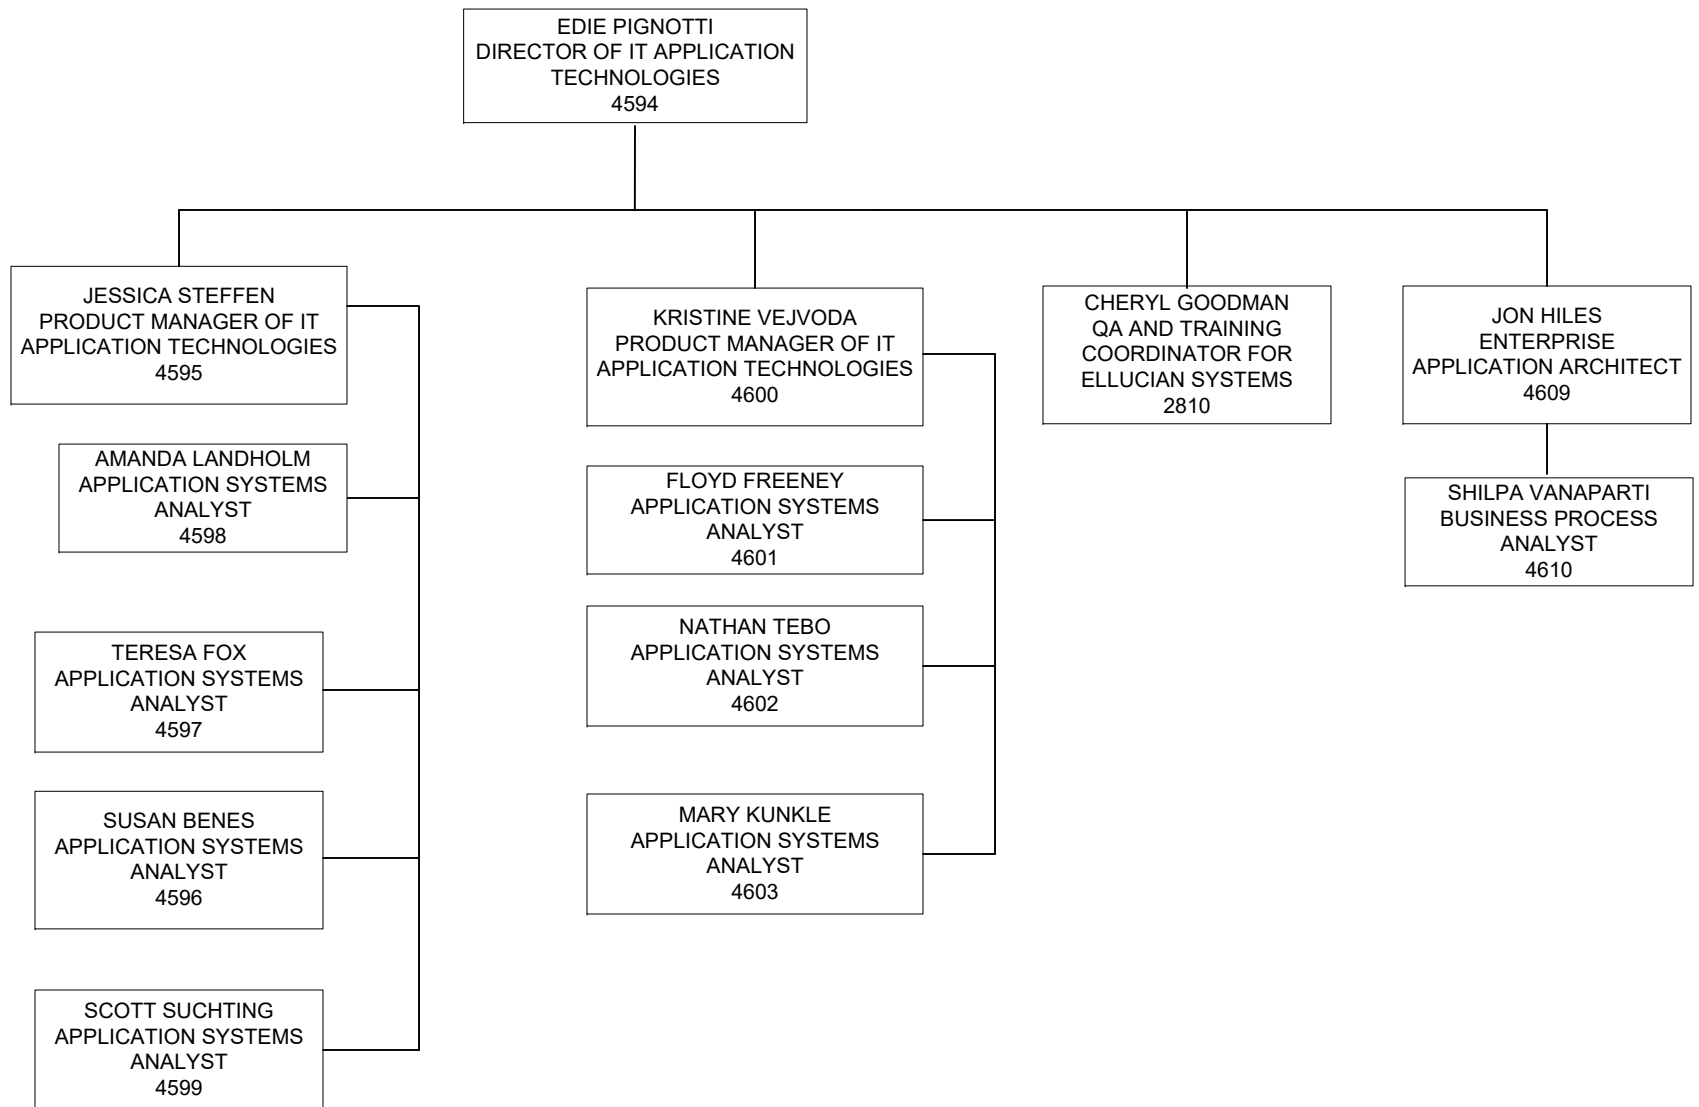 EDIE PIGNOTTI
DIRECTOR OF IT APPLICATION
TECHNOLOGIES
4594
JESSICA STEFFEN
PRODUCT MANAGER OF IT
APPLICATION TECHNOLOGIES
4595
AMANDA LANDHOLM
APPLICATION SYSTEMS
ANALYST
4598
TERESA FOX
APPLICATION SYSTEMS
ANALYST
4597
SUSAN BENES
APPLICATION SYSTEMS
ANALYST
4596
SCOTT SUCHTING
APPLICATION SYSTEMS
ANALYST
4599
KRISTINE VEJVODA
PRODUCT MANAGER OF IT
APPLICATION TECHNOLOGIES
4600
FLOYD FREENEY
APPLICATION SYSTEMS
ANALYST
4601
NATHAN TEBO
APPLICATION SYSTEMS
ANALYST
4602
MARY KUNKLE
APPLICATION SYSTEMS
ANALYST
4603
CHERYL GOODMAN
QA AND TRAINING
COORDINATOR FOR
ELLUCIAN SYSTEMS
2810
JON HILES
ENTERPRISE
APPLICATION ARCHITECT
4609
SHILPA VANAPARTI
BUSINESS PROCESS
ANALYST
4610